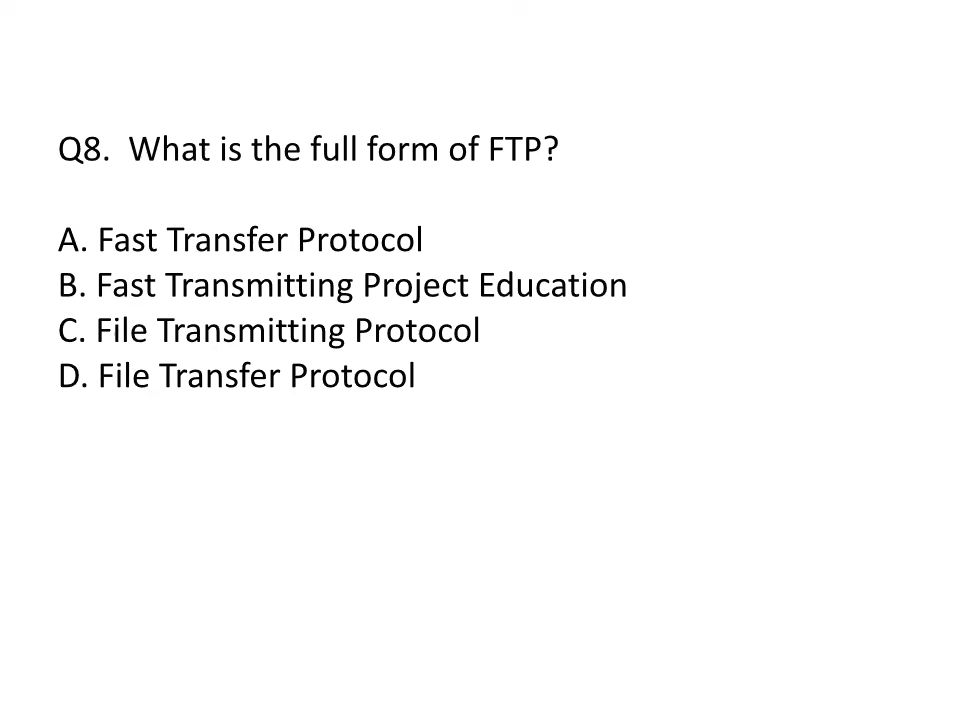 Q8.  What is the full form of FTP?
A. Fast Transfer Protocol
B. Fast Transmitting Project Education
C. File Transmitting Protocol
D. File Transfer Protocol